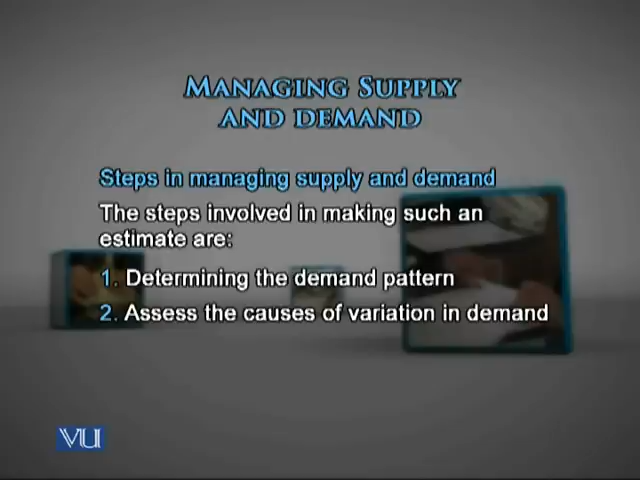 MANAGING SUPPLY
AND DEMAND
Steps in managing supply and demand
The steps involved in making such an
estimate are:
1. Determining the demand pattern
2. Assess the causes of variation in demand
VU